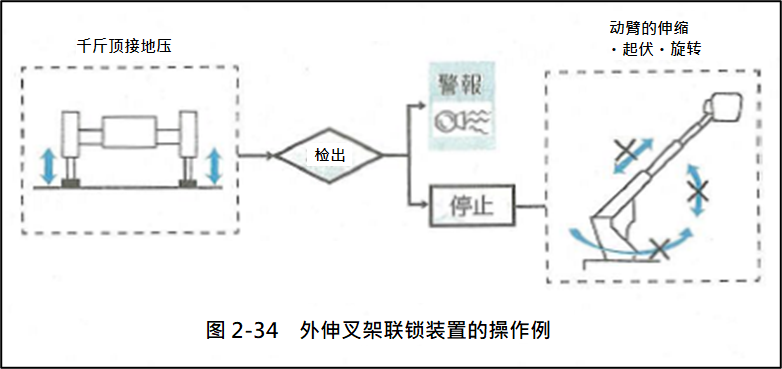 千斤顶接地压
动臂的伸缩
·起伏·旋转
警報
检出
停止
图 2-34 外伸叉架联锁装置的操作例